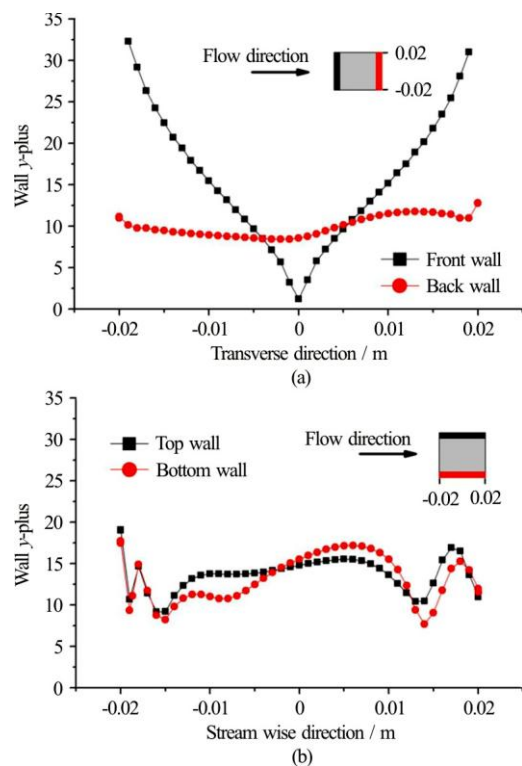 35
30
25
20
15
10
5
0
Wall y-plus
Flow direction
0.02
-0.02
Front wall
Back wall
-0.02 -0.01 0 0.01 0.02
Transverse direction / m
(a)
35
30
25
20
15
10
5
0
Wall y-plus
Top wall
Bottom wall
Flow direction
-0.02 0.02
-0.02 -0.01 0 0.01 0.02
Stream wise direction / m
(b)